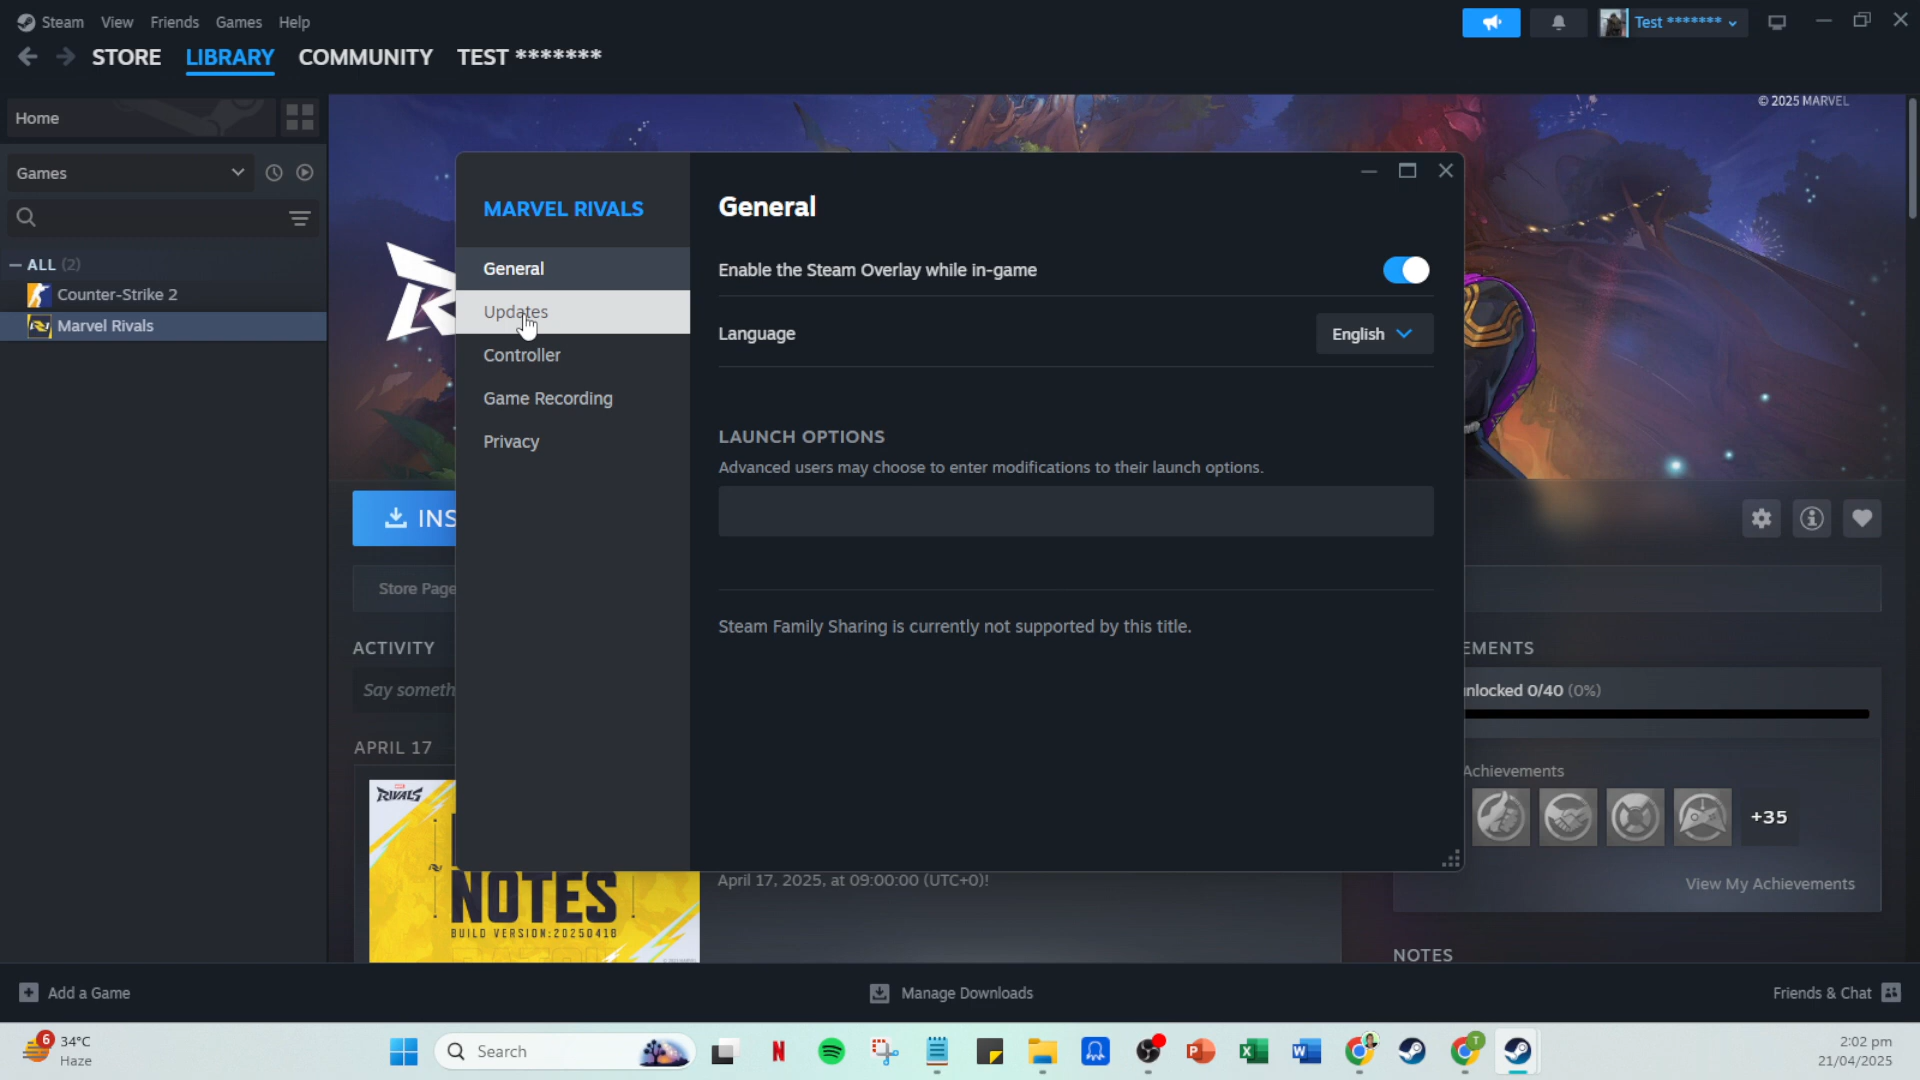 Steam View Friends Games Help
Test *******
STORE LIBRARY COMMUNITY TEST *******
Home
© 2025 MARVEL
Games
ALL (2)
Counter-Strike 2
Marvel Rivals
MARVEL RIVALS
General
Updates
Controller
Game Recording
Privacy
General
Enable the Steam Overlay while in-game
Language
English
LAUNCH OPTIONS
Advanced users may choose to enter modifications to their launch options.
Steam Family Sharing is currently not supported by this title.
INS
Store Page
ACTIVITY
Say someth
APRIL 17
RIVALS
NOTES
BUILD VERSION:20250418
April 17, 2025, at 09:00:00 (UTC+0)!
EMENTS
nlocked 0/40 (0%)
Achievements
+35
View My Achievements
NOTES
Add a Game
Manage Downloads
Friends & Chat
6
34°C
Haze
Search
2:02 pm
21/04/2025